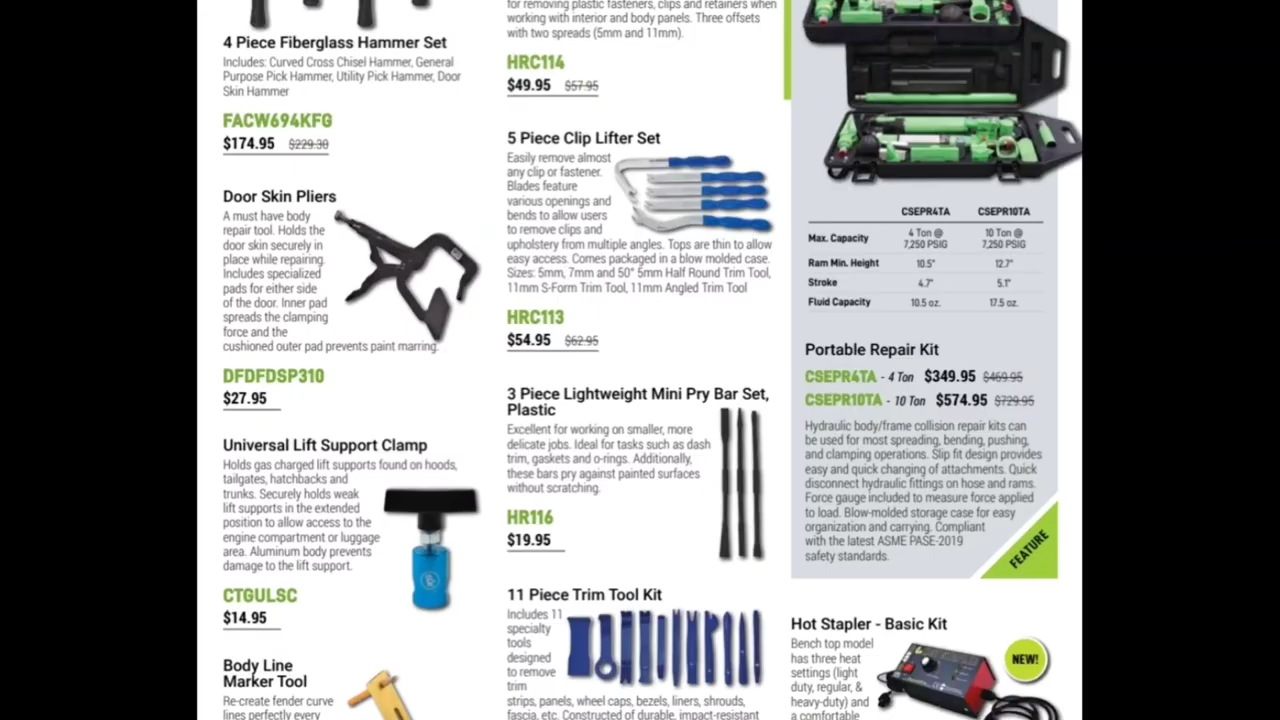 4 Piece Fiberglass Hammer Set
Includes: Curved Cross Chisel Hammer, General
Purpose Pick Hammer, Utility Pick Hammer, Door
Skin Hammer
FACW694KFG
$174.95 $229.30
Door Skin Pliers
A must have body
repair tool. Holds the
door skin securely in
place while repairing.
Includes specialized
pads for either side
of the door. Inner pad
spreads the clamping
force and the
cushioned outer pad prevents paint marring.
DFDFDSP310
$27.95
Universal Lift Support Clamp
Holds gas charged lift supports found on hoods,
tailgates, hatchbacks and
trunks. Securely holds weak
lift supports in the extended
position to allow access to the
engine compartment or luggage
area. Aluminum body prevents
damage to the lift support.
CTGULSC
$14.95
Body Line
Marker Tool
Re-create fender curve
lines perfectly every
for removing plastic fasteners, clips and retainers when
working with interior and body panels. Three offsets
with two spreads (5mm and 11mm).
HRC114
$49.95 $57.95
5 Piece Clip Lifter Set
Easily remove almost
any clip or fastener.
Blades feature
various openings and
bends to allow users
to remove clips and
upholstery from multiple angles. Tops are thin to allow
easy access. Comes packaged in a blow molded case.
Sizes: 5mm, 7mm and 50° 5mm Half Round Trim Tool,
11mm S-Form Trim Tool, 11mm Angled Trim Tool
HRC113
$54.95 $62.95
3 Piece Lightweight Mini Pry Bar Set,
Plastic
Excellent for working on smaller, more
delicate jobs. Ideal for tasks such as dash
trim, gaskets and o-rings. Additionally,
these bars pry against painted surfaces
without scratching.
HR116
$19.95
11 Piece Trim Tool Kit
Includes 11
specialty
tools
designed
to remove
trim
strips, panels, wheel caps, bezels, liners, shrouds,
fascia, etc. Constructed of durable, impact-resistant
CSEPR4TA CSEPR10TA
Max. Capacity 4 Ton @ 7,250 PSIG 10 Ton @ 7,250 PSIG
Ram Min. Height 10.5" 12.7"
Stroke 4.7" 5.1"
Fluid Capacity 10.5 oz. 17.5 oz.
Portable Repair Kit
CSEPR4TA - 4 Ton $349.95 $469.95
CSEPR10TA - 10 Ton $574.95 $729.95
Hydraulic body/frame collision repair kits can
be used for most spreading, bending, pushing,
and clamping operations. Slip fit design provides
easy and quick changing of attachments. Quick
disconnect hydraulic fittings on hose and rams.
Force gauge included to measure force applied
to load. Blow-molded storage case for easy
organization and carrying. Compliant
with the latest ASME PASE-2019
safety standards.
FEATURE
Hot Stapler - Basic Kit
Bench top model
has three heat
settings (light
duty, regular, &
heavy-duty) and
a comfortable
NEW!